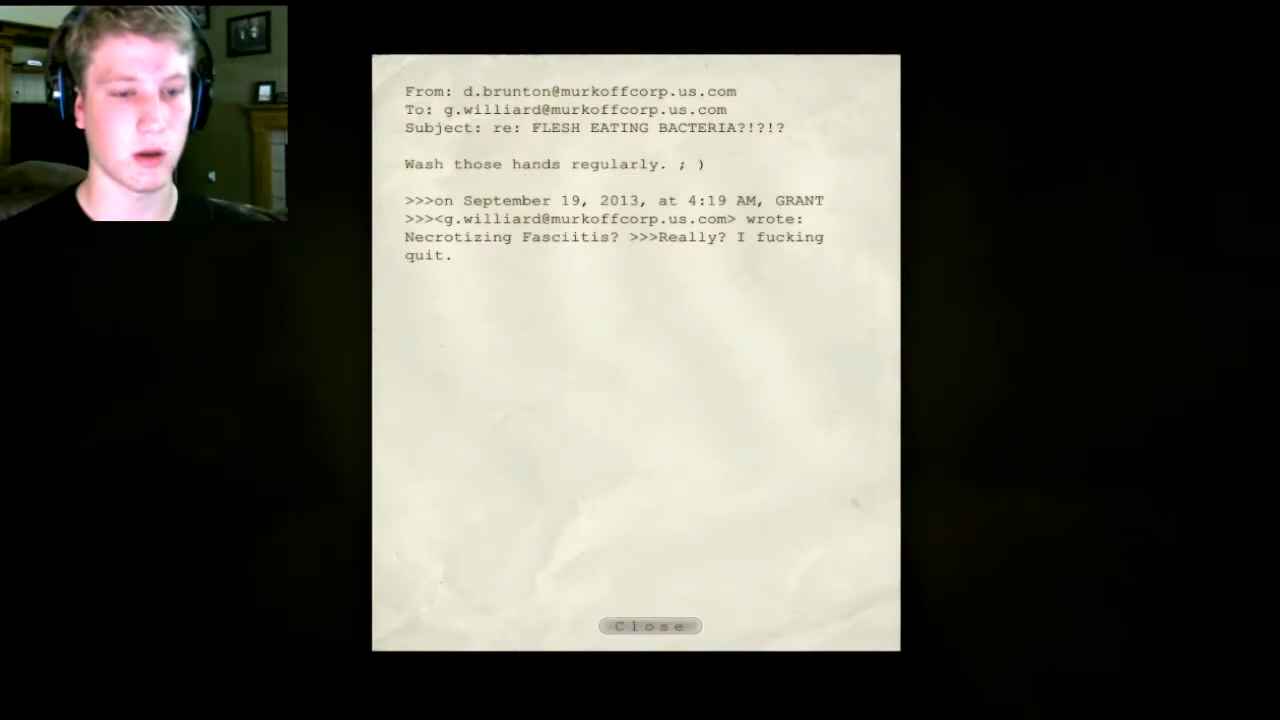 From: d.brunton@murkoffcorp.us.com
To: g.williard@murkoffcorp.us.com
Subject: re: FLESH EATING BACTERIA?!?!?
Wash those hands regularly. ; )
>>>on September 19, 2013, at 4:19 AM, GRANT
>>><g.williard@murkoffcorp.us.com> wrote:
Necrotizing Fasciitis? >>>Really? I fucking
quit.
Close